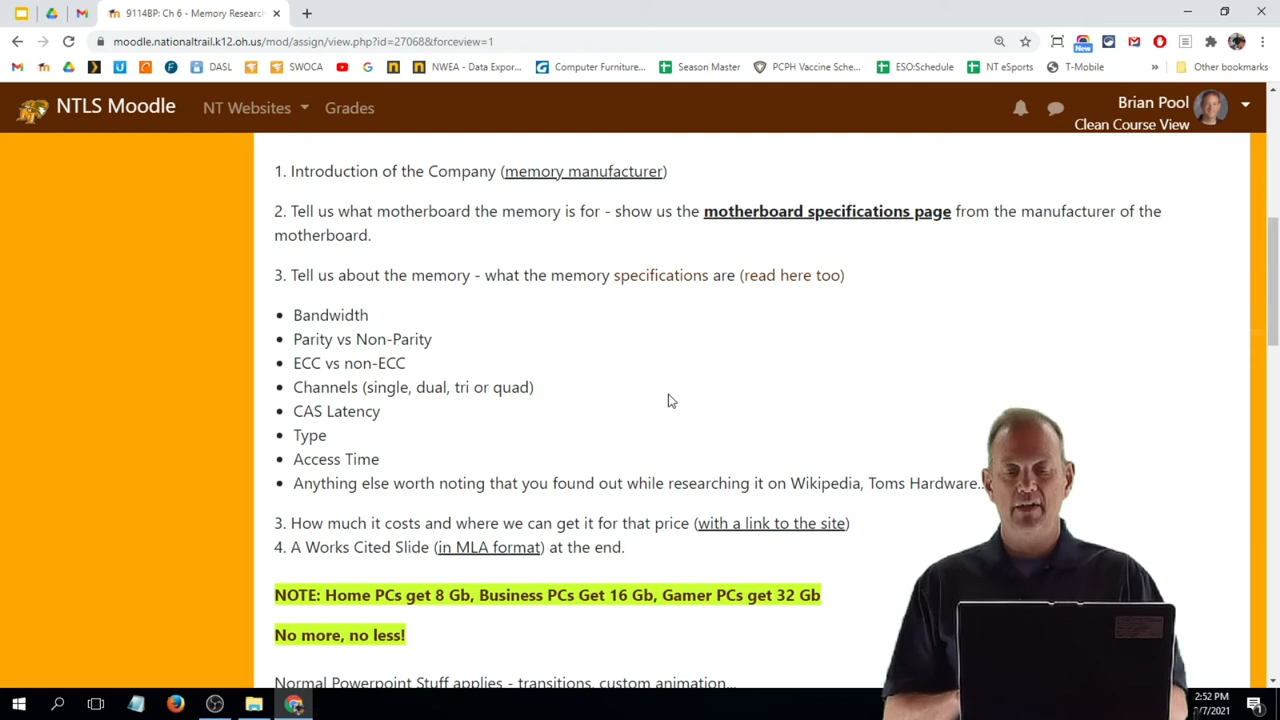 9114BP: Ch 6 - Memory Researc
moodle.nationaltrail.k12.oh.us/mod/assign/view.php?id=27068&forceview=1
New
DASL
SWOCA
NWEA - Data Expor...
Computer Furniture...
Season Master
PCPH Vaccine Sche...
ESO:Schedule
NT eSports
T-Mobile
»
Other bookmarks
NTLS Moodle
NT Websites
Grades
Brian Pool
Clean Course View
1. Introduction of the Company (memory manufacturer)
2. Tell us what motherboard the memory is for - show us the motherboard specifications page from the manufacturer of the
motherboard.
3. Tell us about the memory - what the memory specifications are (read here too)
• Bandwidth
• Parity vs Non-Parity
• ECC vs non-ECC
• Channels (single, dual, tri or quad)
• CAS Latency
• Type
• Access Time
• Anything else worth noting that you found out while researching it on Wikipedia, Toms Hardware...
3. How much it costs and where we can get it for that price (with a link to the site)
4. A Works Cited Slide (in MLA format) at the end.
NOTE: Home PCs get 8 Gb, Business PCs Get 16 Gb, Gamer PCs get 32 Gb
No more, no less!
Normal Powerpoint Stuff applies - transitions, custom animation...
2:52 PM
/7/2021